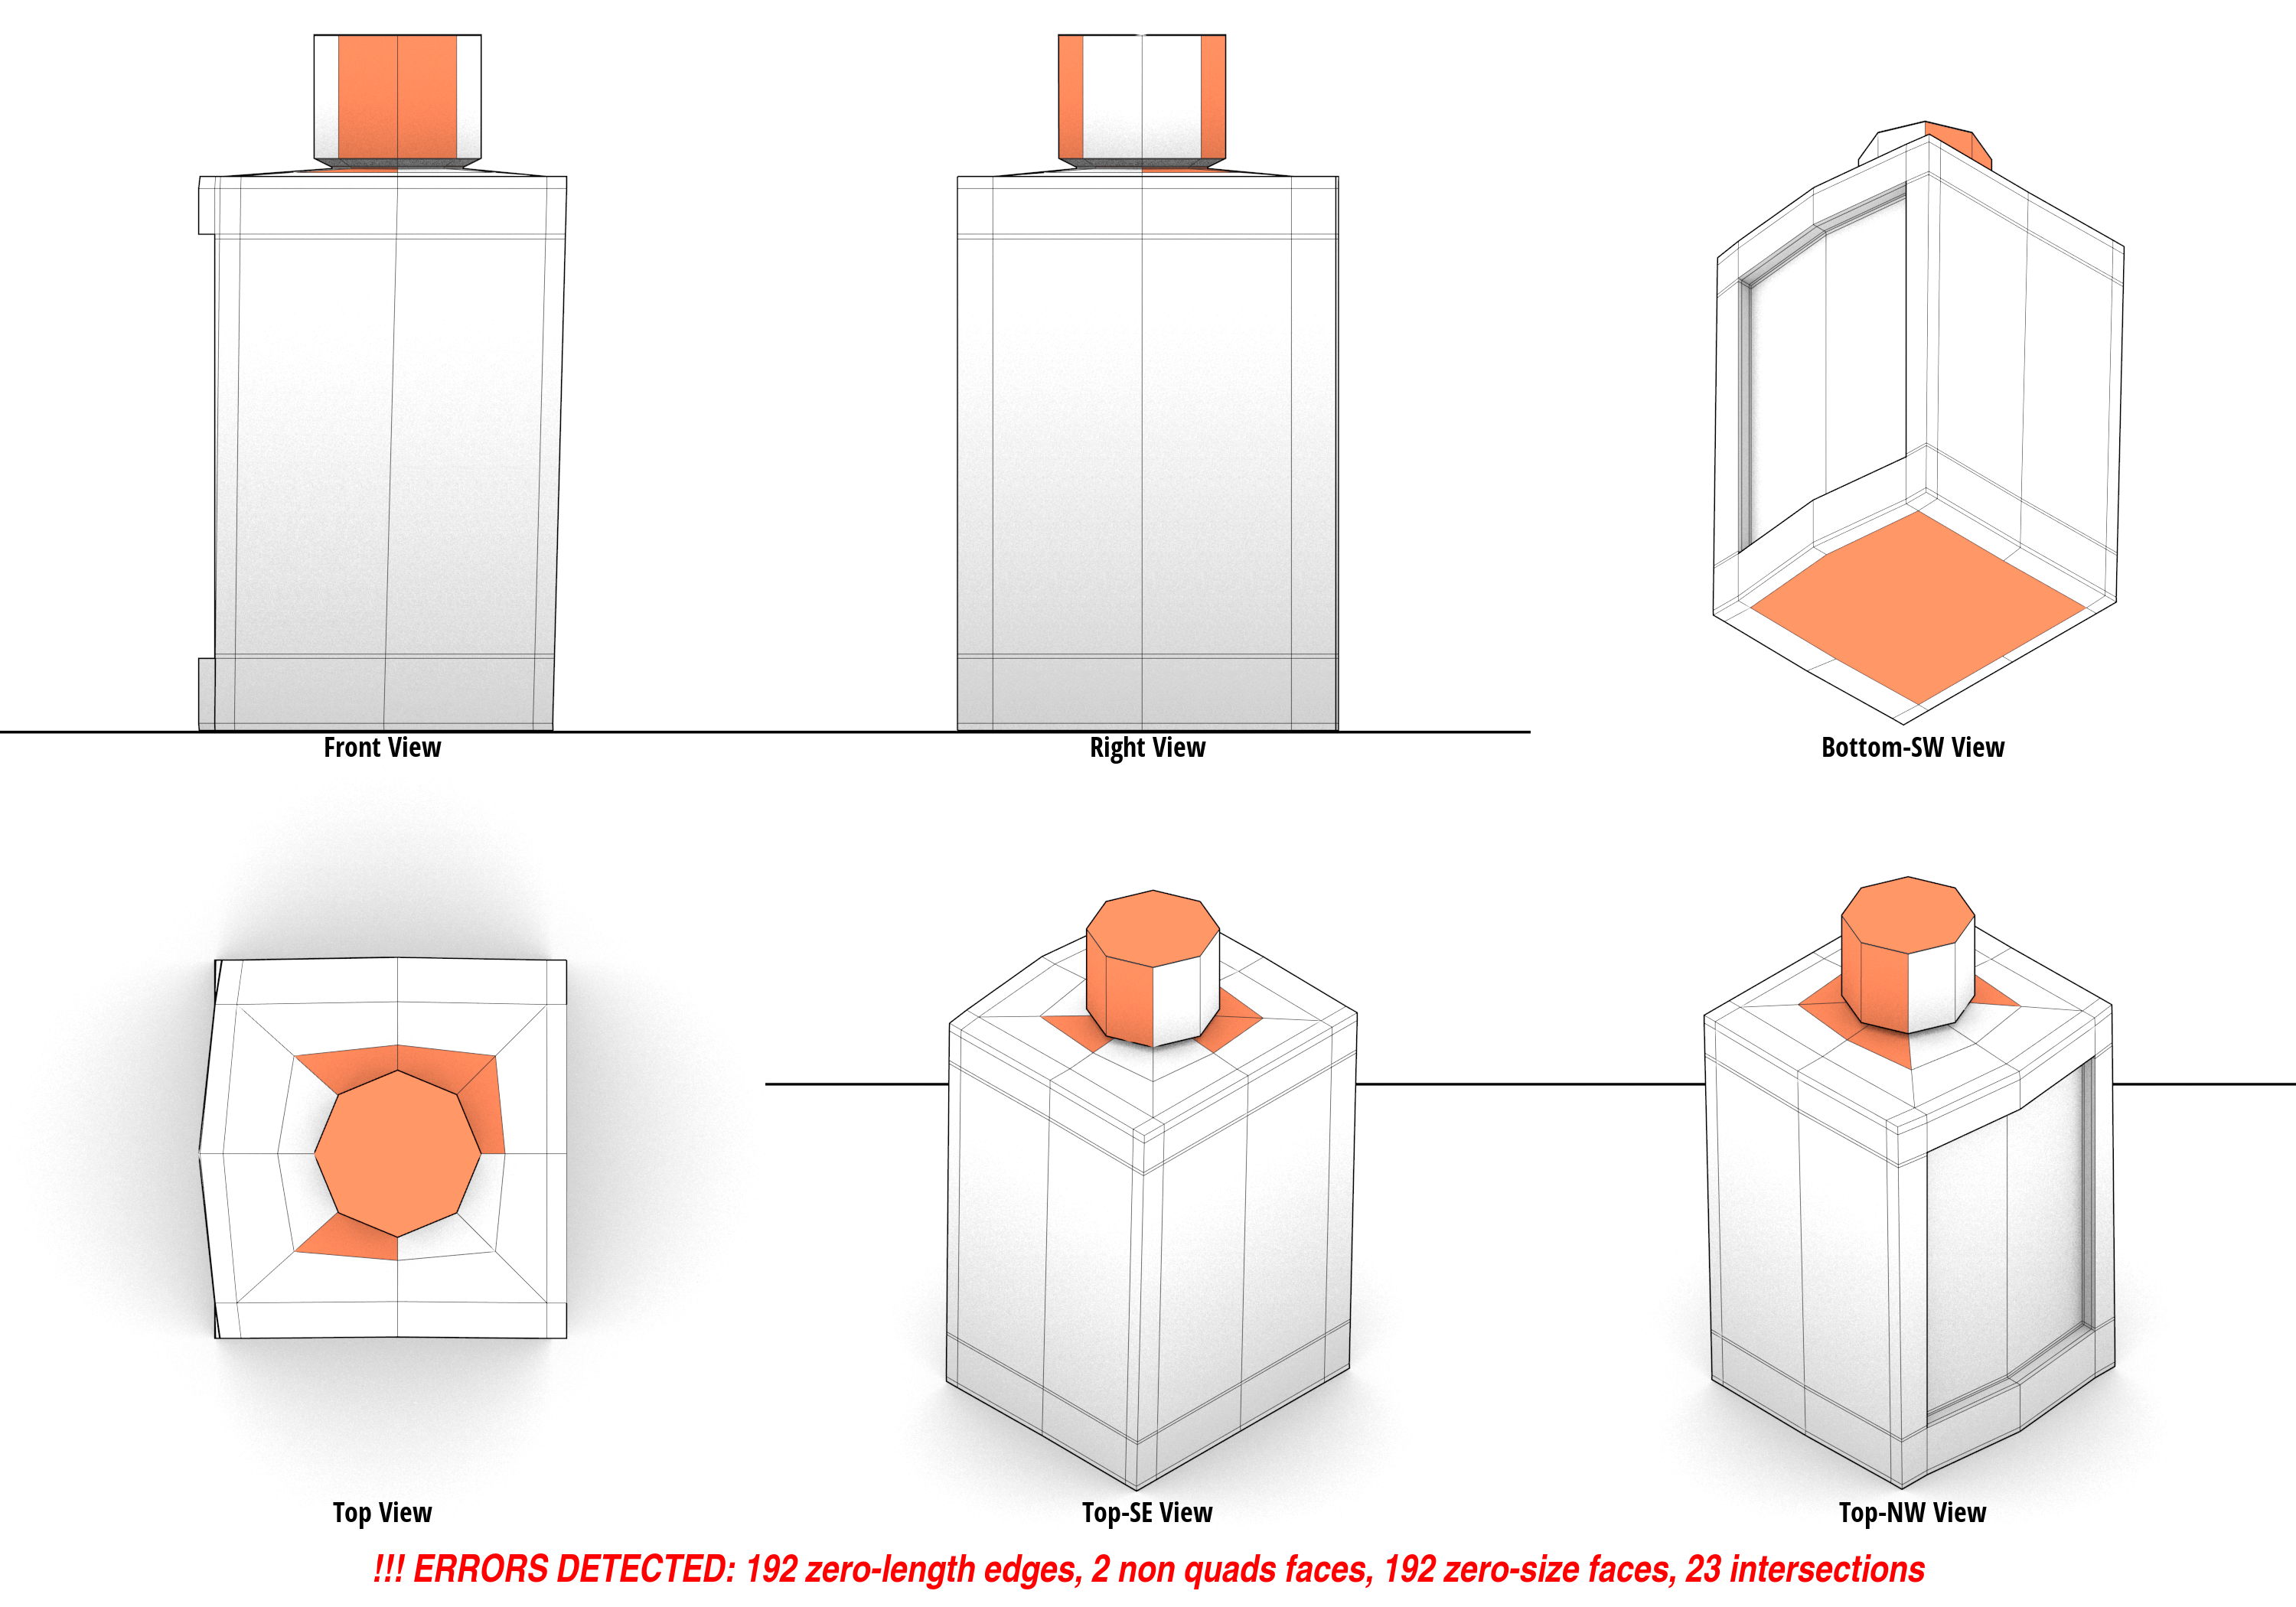 Front View
Right View
Bottom-SW View
Top View
Top-SE View
Top-NW View
!!! ERRORS DETECTED: 192 zero-length edges, 2 non quads faces, 192 zero-size faces, 23 intersections